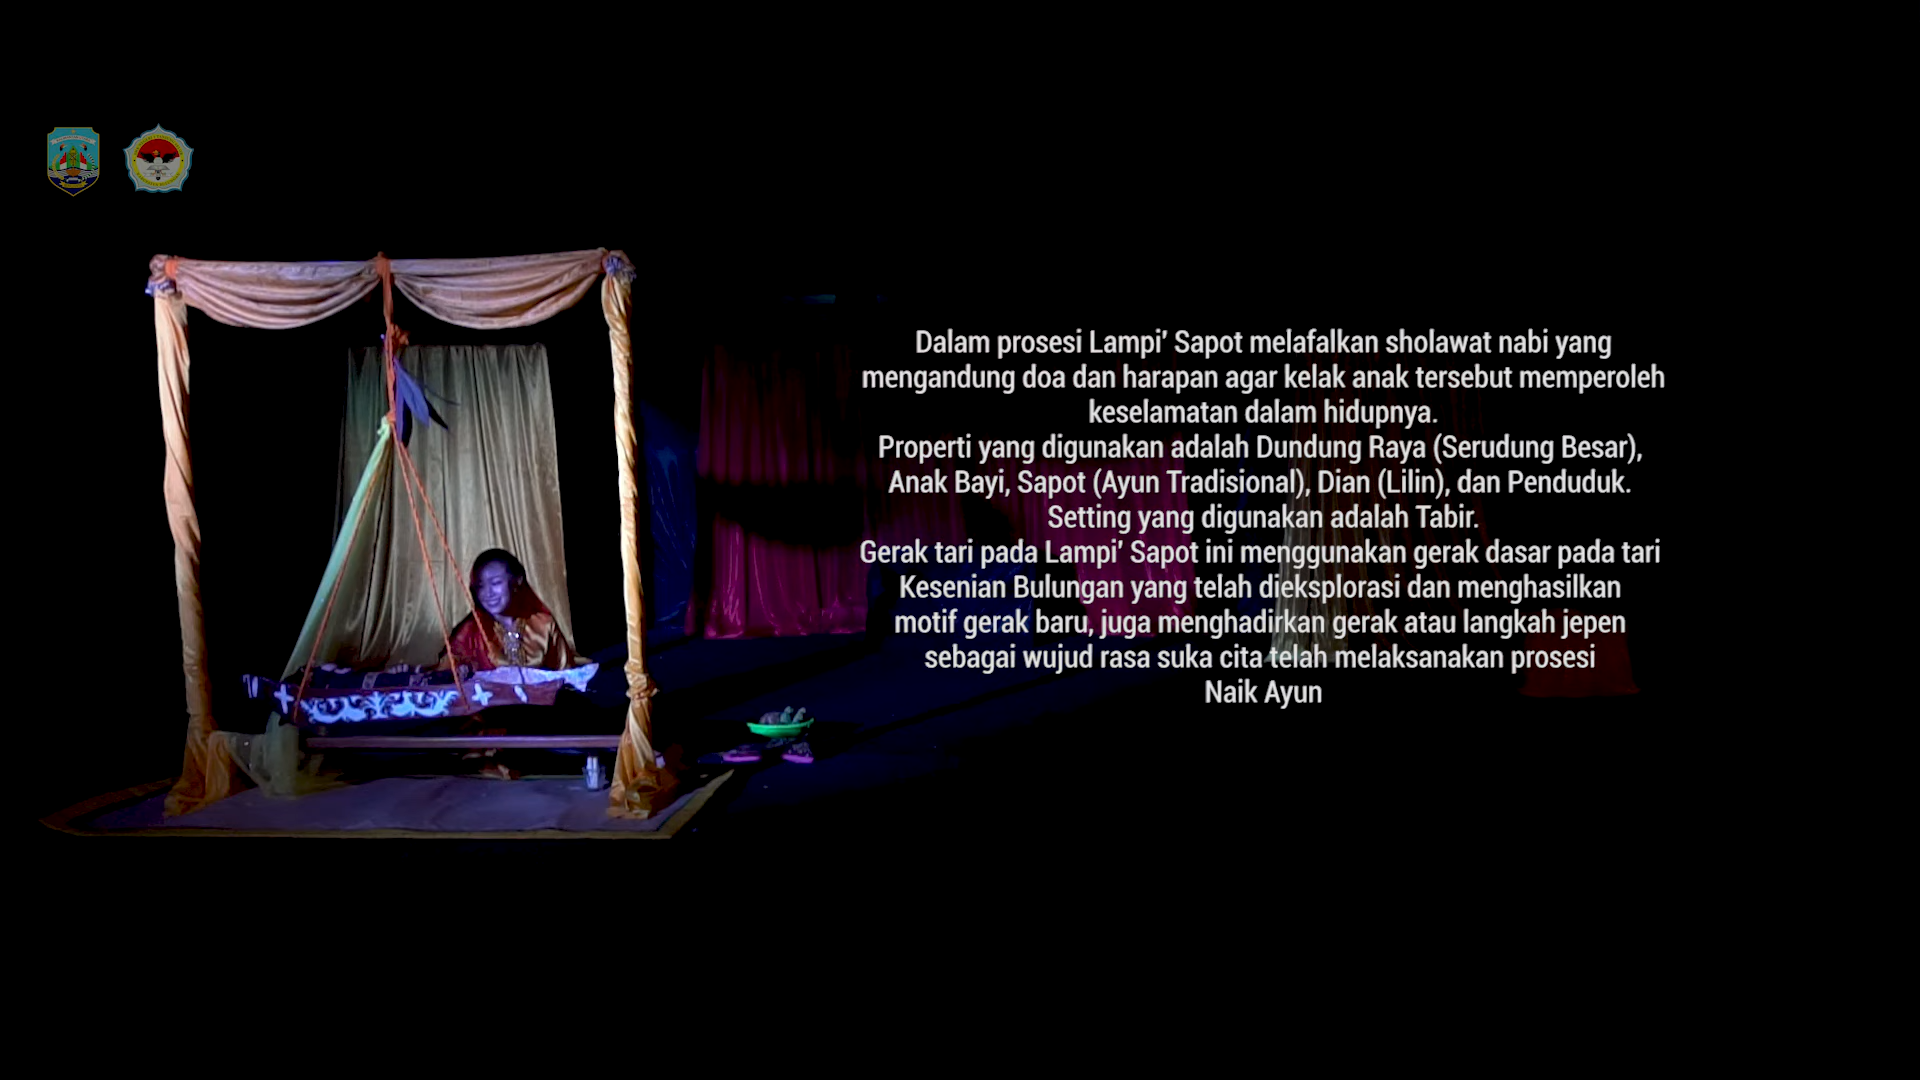 Dalam prosesi Lampi' Sapot melafalkan sholawat nabi yang
mengandung doa dan harapan agar kelak anak tersebut memperoleh
keselamatan dalam hidupnya.
Properti yang digunakan adalah Dundung Raya (Serudung Besar),
Anak Bayi, Sapot (Ayun Tradisional), Dian (Lilin), dan Penduduk.
Setting yang digunakan adalah Tabir.
Gerak tari pada Lampi' Sapot ini menggunakan gerak dasar pada tari
Kesenian Bulungan yang telah dieksplorasi dan menghasilkan
motif gerak baru, juga menghadirkan gerak atau langkah jepen
sebagai wujud rasa suka cita telah melaksanakan prosesi
Naik Ayun